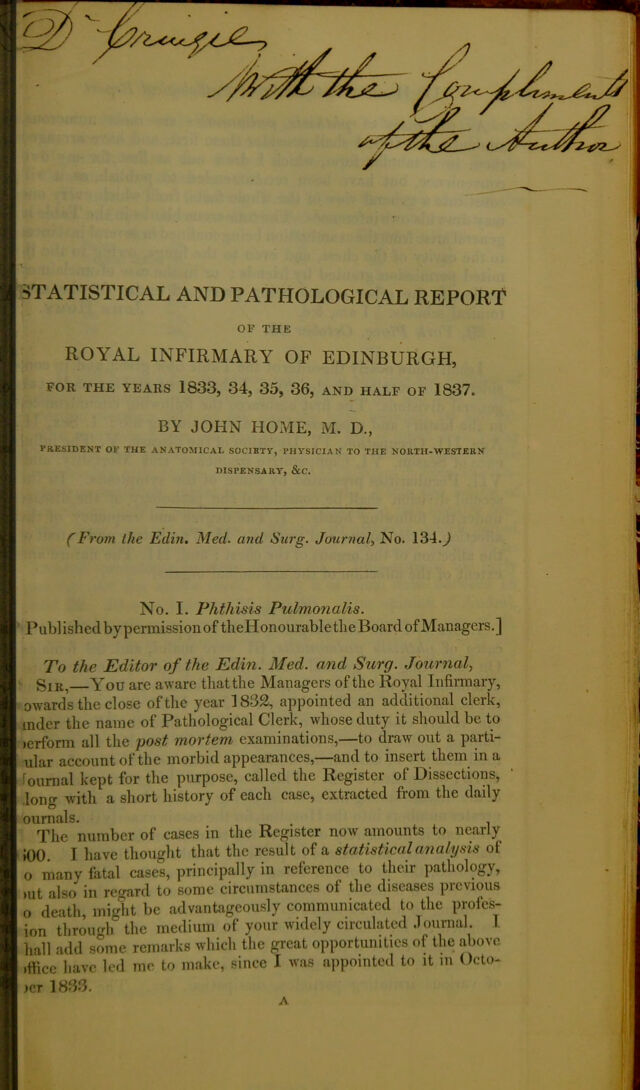 Dr Craigie
With the Compliments
of the Author
STATISTICAL AND PATHOLOGICAL REPORT
OF THE
ROYAL INFIRMARY OF EDINBURGH,
FOR THE YEARS 1833, 34, 35, 36, AND HALF OF 1837.
BY JOHN HOME, M. D.,
PRESIDENT OF THE ANATOMICAL SOCIETY, PHYSICIAN TO THE NORTH-WESTERN
DISPENSARY, &C.
(From the Edin. Med. and Surg. Journal, No. 134.)
No. I. Phthisis Pulmonalis.
Published by permission of the Honourable the Board of Managers.]
To the Editor of the Edin. Med. and Surg. Journal,
SIR,—YOU are aware that the Managers of the Royal Infirmary,
owards the close of the year 1832, appointed an additional clerk,
nder the name of Pathological Clerk, whose duty it should be to
erform all the post mortem examinations,—to draw out a parti-
ular account of the morbid appearances,—and to insert them in a
ournal kept for the purpose, called the Register of Dissections,
long with a short history of each case, extracted from the daily
ournals.
The number of cases in the Register now amounts to nearly
500. I have thought that the result of a statistical analysis of
o many fatal cases, principally in reference to their pathology,
ut also in regard to some circumstances of the diseases previous
o death, might be advantageously communicated to the profes-
ion through the medium of your widely circulated Journal. I
hall add some remarks which the great opportunities of the above
office have led me to make, since I was appointed to it in Octo-
er 1833.
A